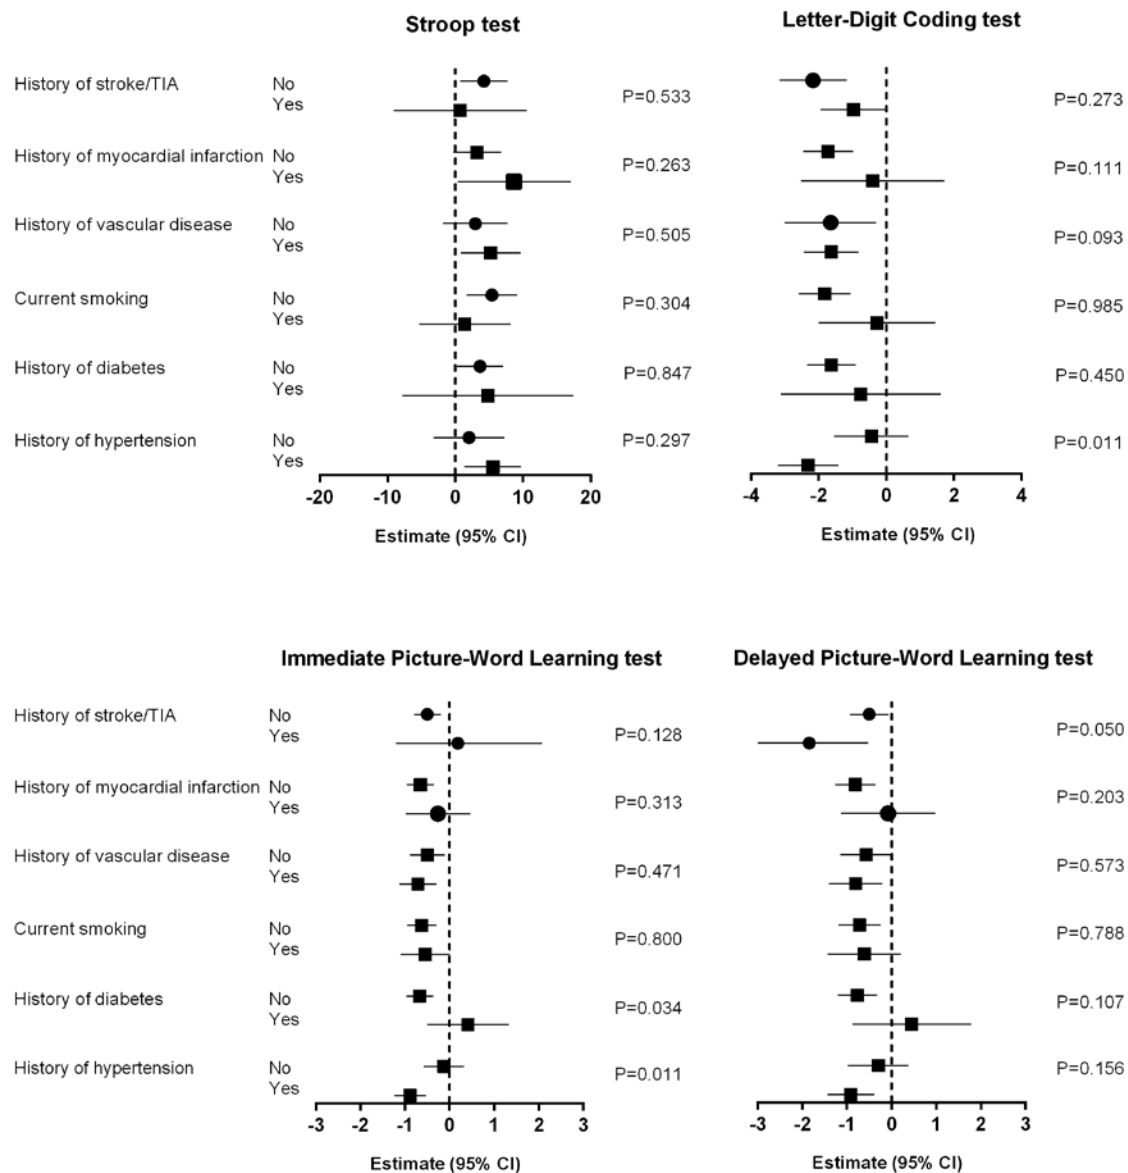 Stroop test
Letter-Digit Coding test
History of stroke/TIA No P=0.533 P=0.273
Yes
History of myocardial infarction No P=0.263 P=0.111
Yes
History of vascular disease No P=0.505 P=0.093
Yes
Current smoking No P=0.304 P=0.985
Yes
History of diabetes No P=0.847 P=0.450
Yes
History of hypertension No P=0.297 P=0.011
Yes
-20 -10 0 10 20 -4 -2 0 2 4
Estimate (95% CI) Estimate (95% CI)
Immediate Picture-Word Learning test Delayed Picture-Word Learning test
History of stroke/TIA No P=0.128 P=0.050
Yes
History of myocardial infarction No P=0.313 P=0.203
Yes
History of vascular disease No P=0.471 P=0.573
Yes
Current smoking No P=0.800 P=0.788
Yes
History of diabetes No P=0.034 P=0.107
Yes
History of hypertension No P=0.011 P=0.156
Yes
-3 -2 -1 0 1 2 3 -3 -2 -1 0 1 2 3
Estimate (95% CI) Estimate (95% CI)